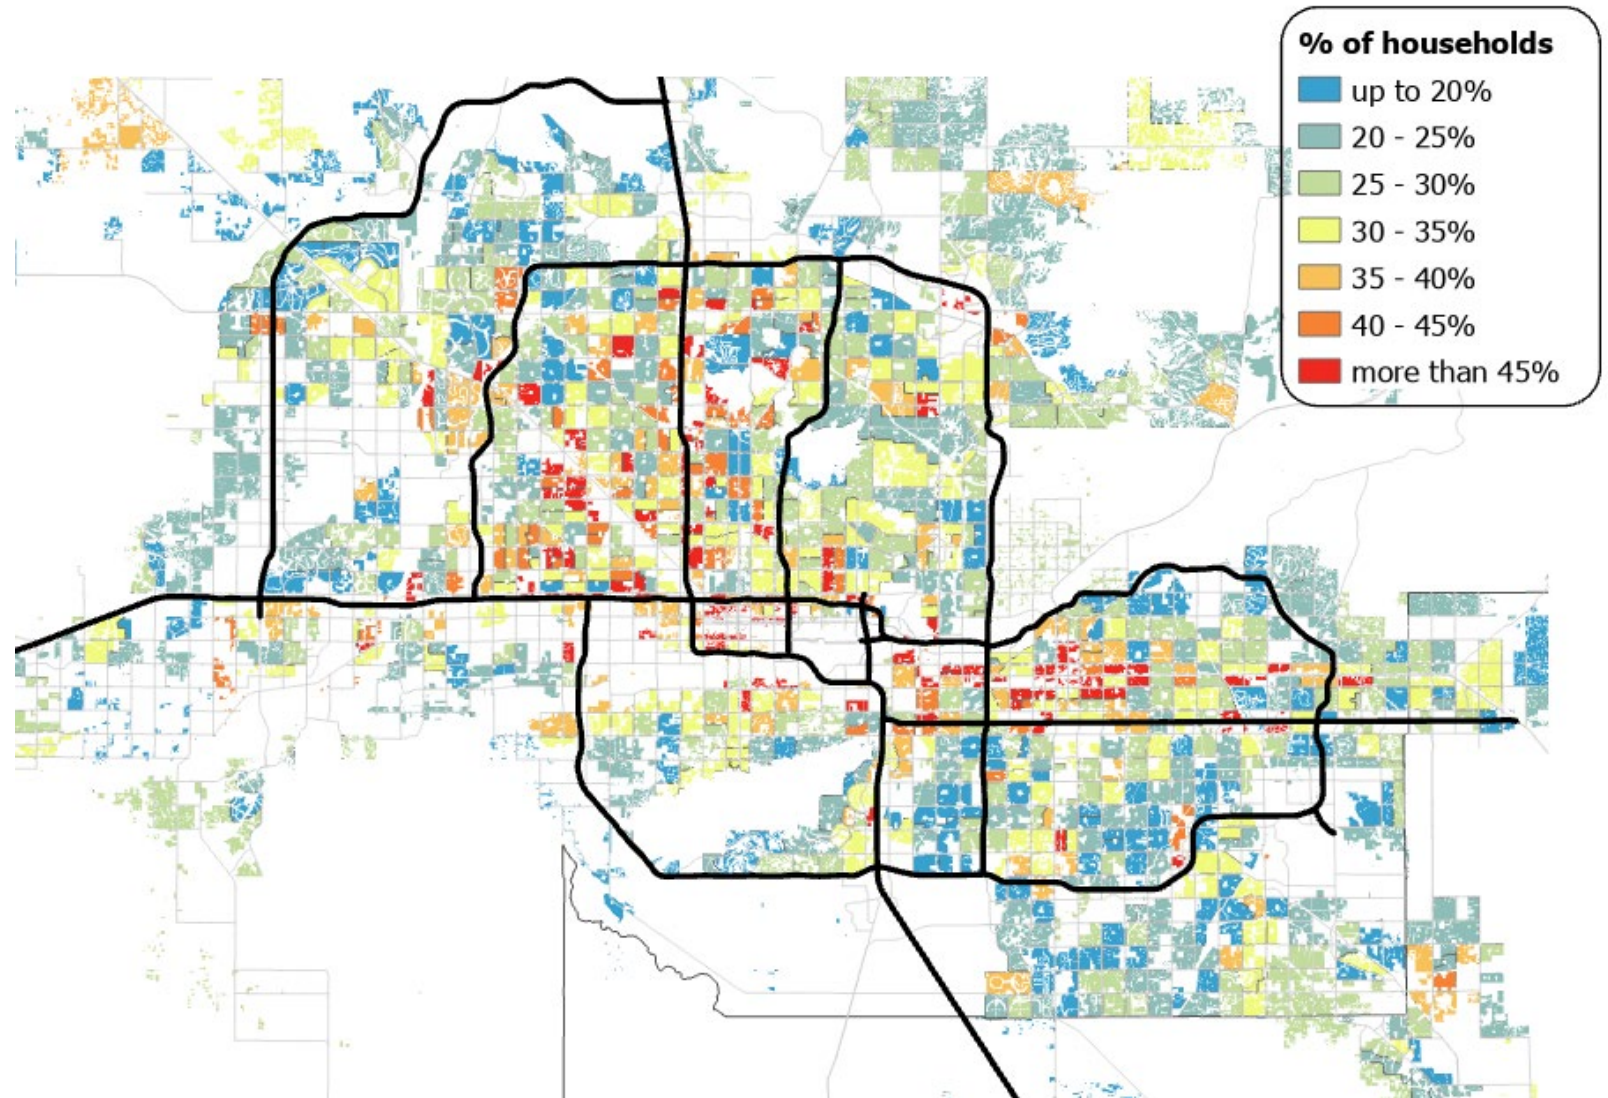 % of households
up to 20%
20 - 25%
25 - 30%
30 - 35%
35 - 40%
40 - 45%
more than 45%